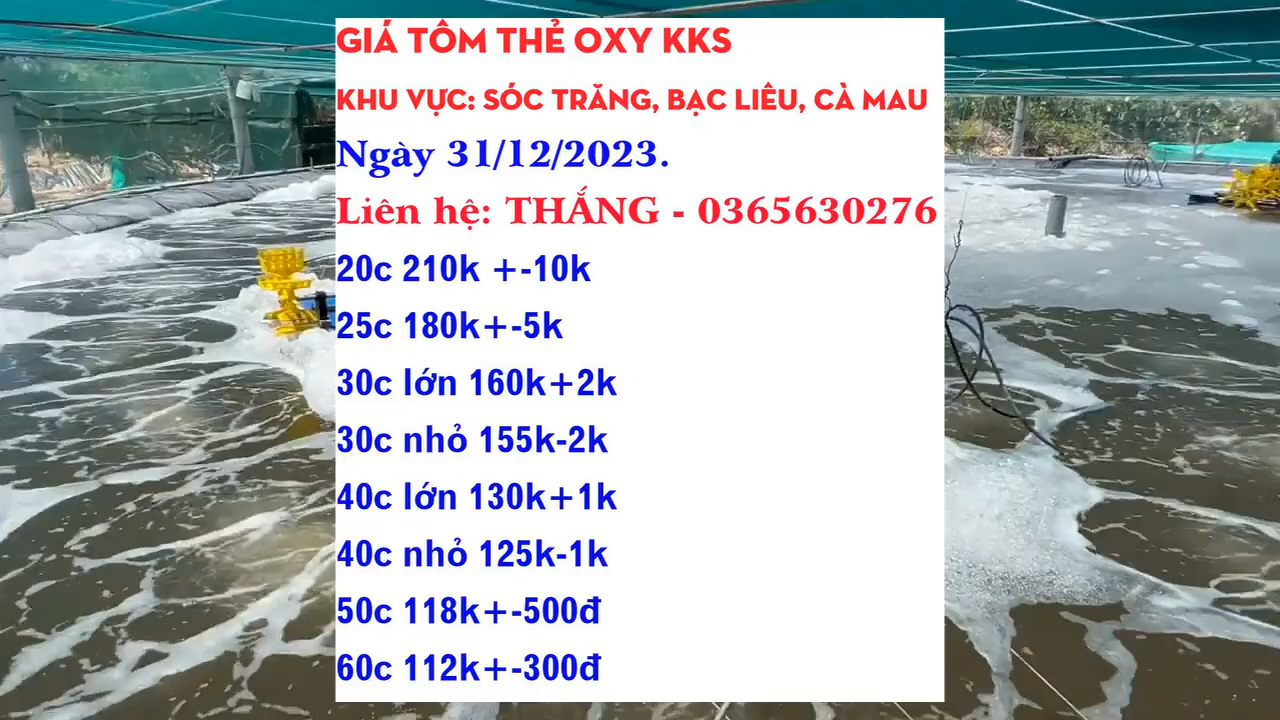 GIÁ TÔM THẺ OXY KKS
KHU VỰC: SÓC TRĂNG, BẠC LIÊU, CÀ MAU
Ngày 31/12/2023.
Liên hệ: THẮNG - 0365630276
20c 210k +-10k
25c 180k+-5k
30c lớn 160k+2k
30c nhỏ 155k-2k
40c lớn 130k+1k
40c nhỏ 125k-1k
50c 118k+-500đ
60c 112k+-300đ